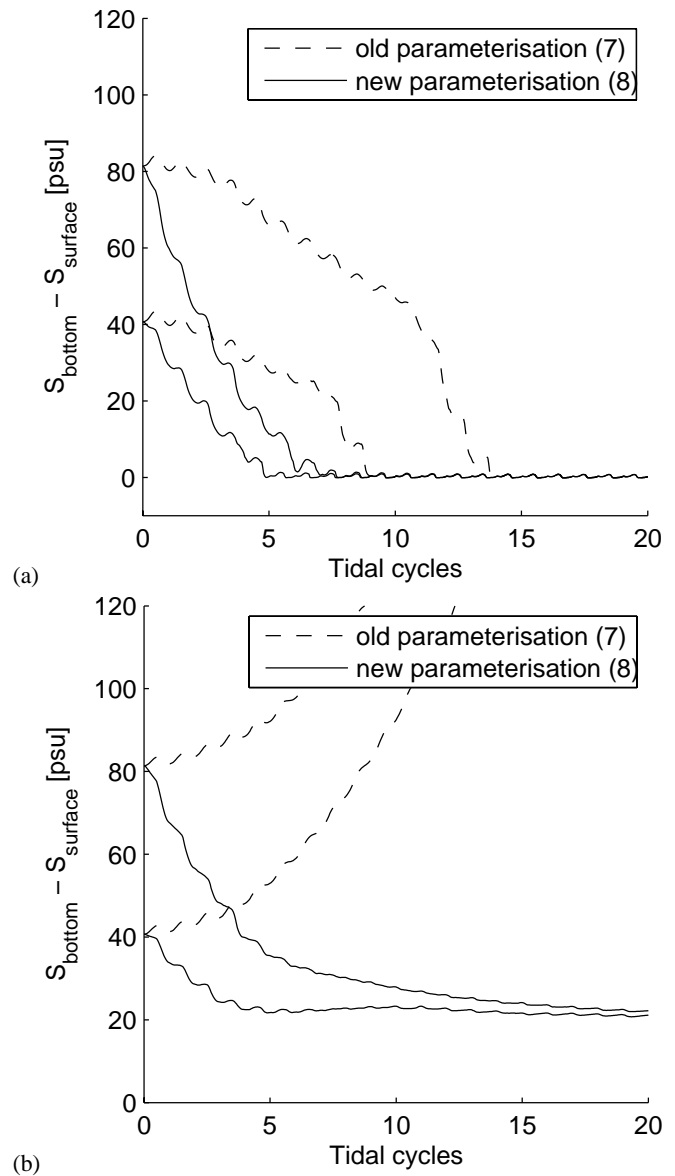 120
100
80
60
40
20
0
S_bottom − S_surface [psu]
old parameterisation (7)
new parameterisation (8)
0 5 10 15 20
Tidal cycles
(a)
120
100
80
60
40
20
0
S_bottom − S_surface [psu]
old parameterisation (7)
new parameterisation (8)
0 5 10 15 20
Tidal cycles
(b)